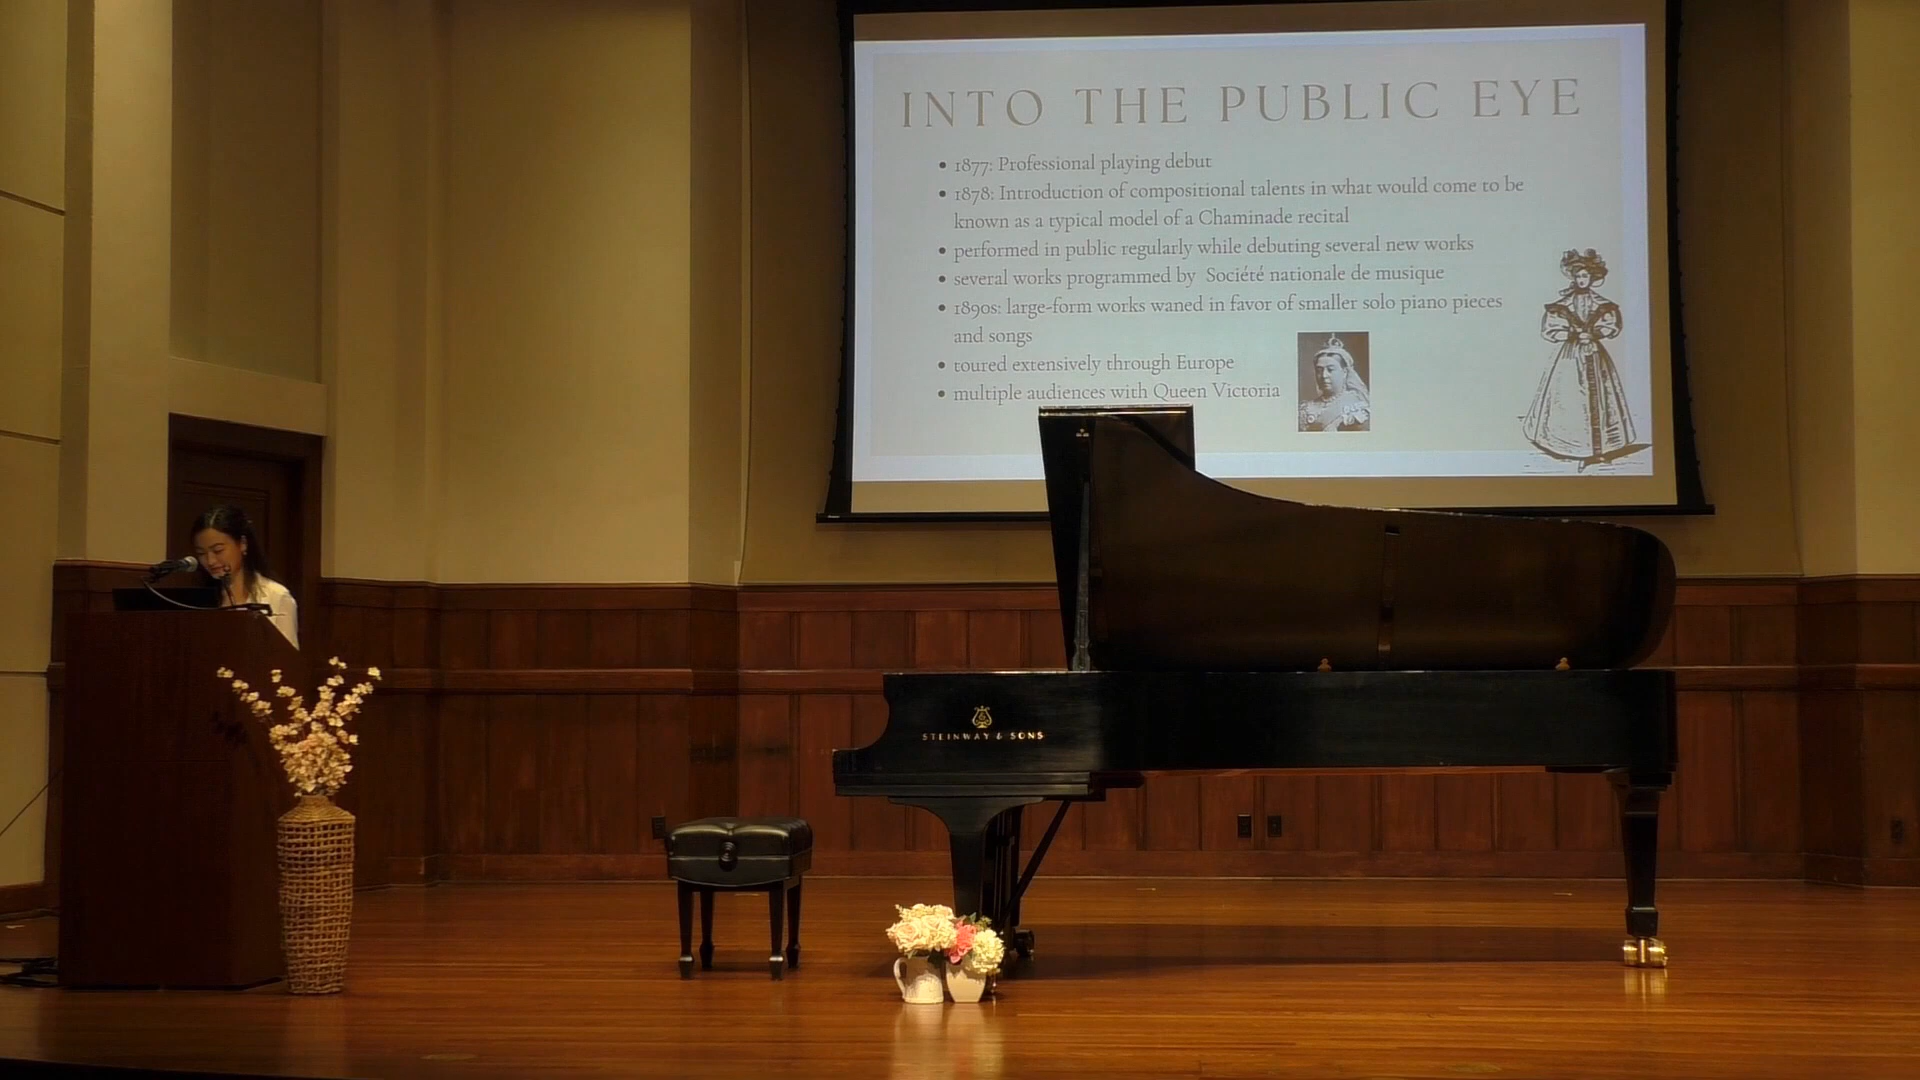 INTO THE PUBLIC EYE
• 1877: Professional playing debut
• 1878: Introduction of compositional talents in what would come to be
known as a typical model of a Chaminade recital
• performed in public regularly while debuting several new works
• several works programmed by Société nationale de musique
• 1890s: large-form works waned in favor of smaller solo piano pieces
and songs
• toured extensively through Europe
• multiple audiences with Queen Victoria
STEINWAY & SONS